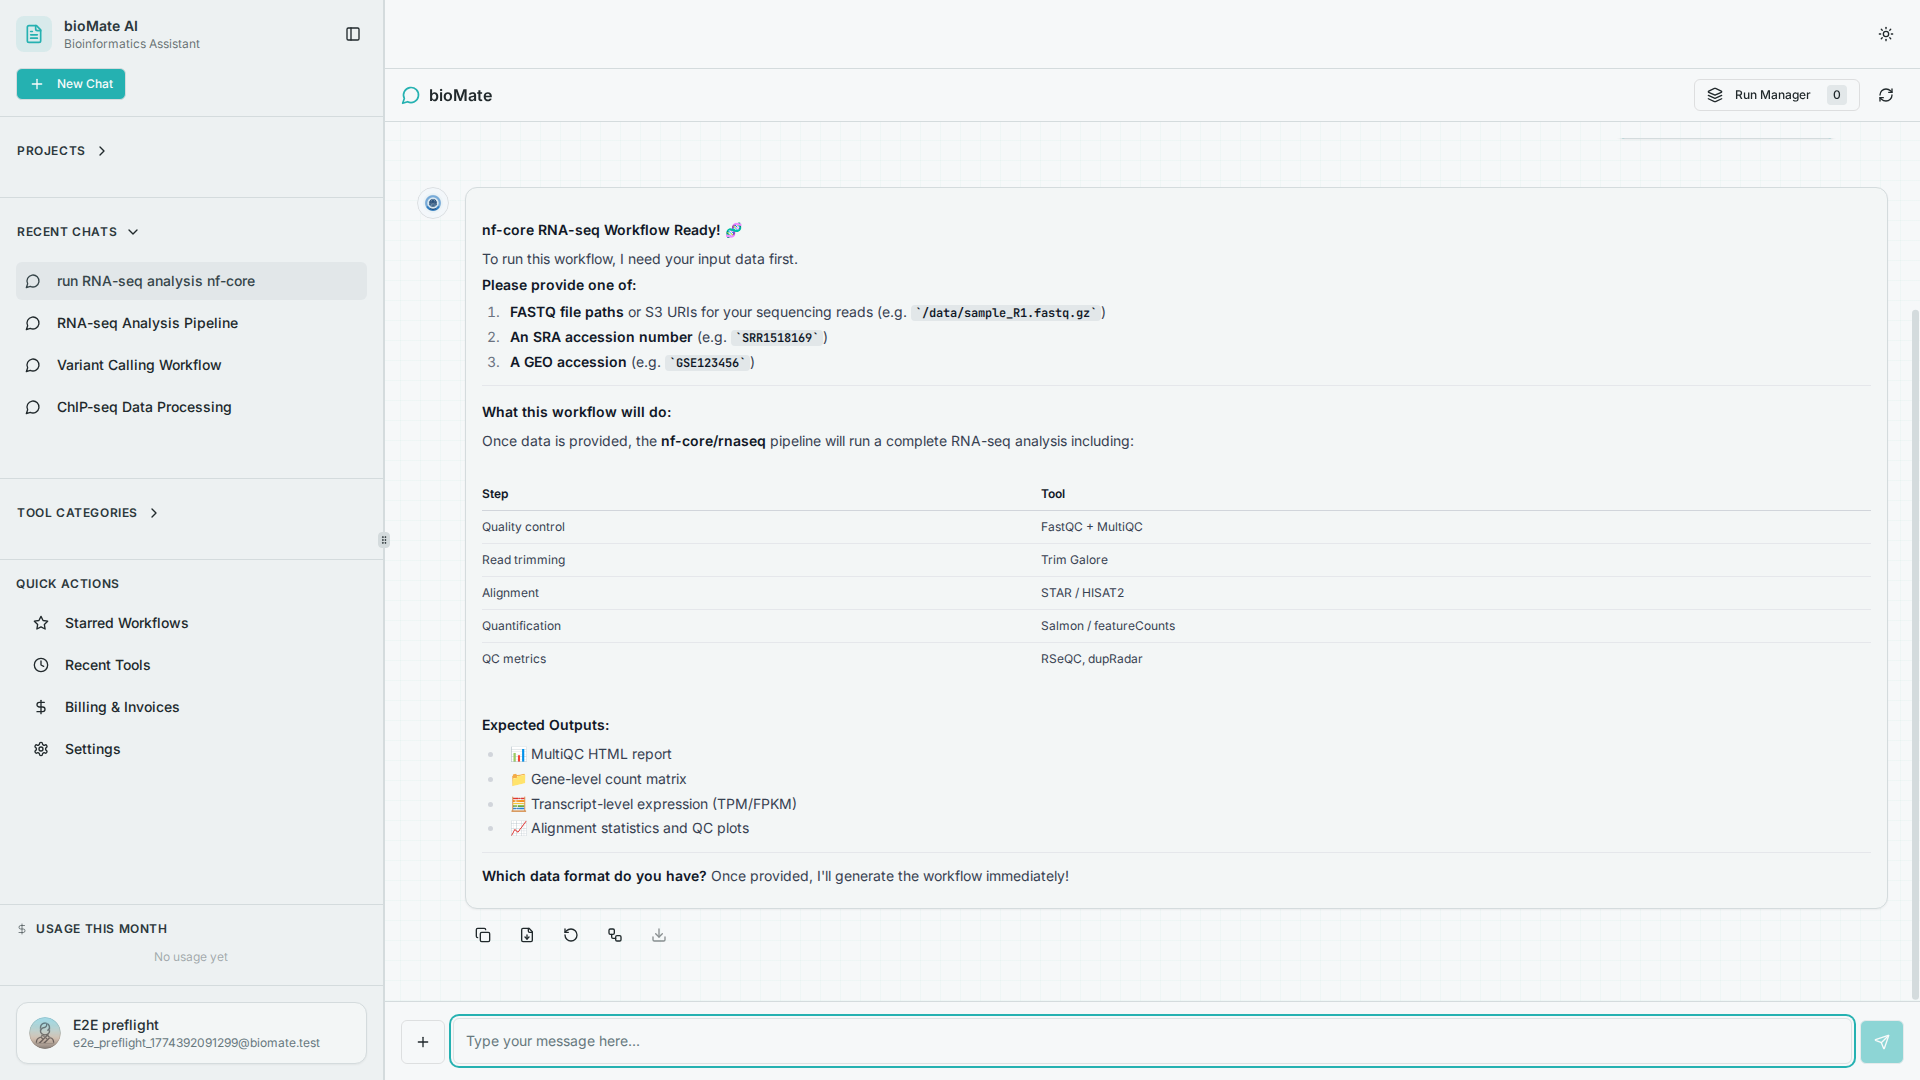 bioMate AI
Bioinformatics Assistant
New Chat
PROJECTS
RECENT CHATS
run RNA-seq analysis nf-core
RNA-seq Analysis Pipeline
Variant Calling Workflow
ChIP-seq Data Processing
TOOL CATEGORIES
QUICK ACTIONS
Starred Workflows
Recent Tools
Billing & Invoices
Settings
$ USAGE THIS MONTH
No usage yet
E2E preflight
e2e_preflight_1774392091299@biomate.test
bioMate
Run Manager 0
nf-core RNA-seq Workflow Ready! 🧬
To run this workflow, I need your input data first.
Please provide one of:
1. FASTQ file paths or S3 URIs for your sequencing reads (e.g. `/data/sample_R1.fastq.gz`)
2. An SRA accession number (e.g. `SRR1518169`)
3. A GEO accession (e.g. `GSE123456`)
What this workflow will do:
Once data is provided, the nf-core/rnaseq pipeline will run a complete RNA-seq analysis including:
Step Tool
Quality control FastQC + MultiQC
Read trimming Trim Galore
Alignment STAR / HISAT2
Quantification Salmon / featureCounts
QC metrics RSeQC, dupRadar
Expected Outputs:
• 📊 MultiQC HTML report
• 📁 Gene-level count matrix
• 🧮 Transcript-level expression (TPM/FPKM)
• 📈 Alignment statistics and QC plots
Which data format do you have? Once provided, I'll generate the workflow immediately!
Type your message here...